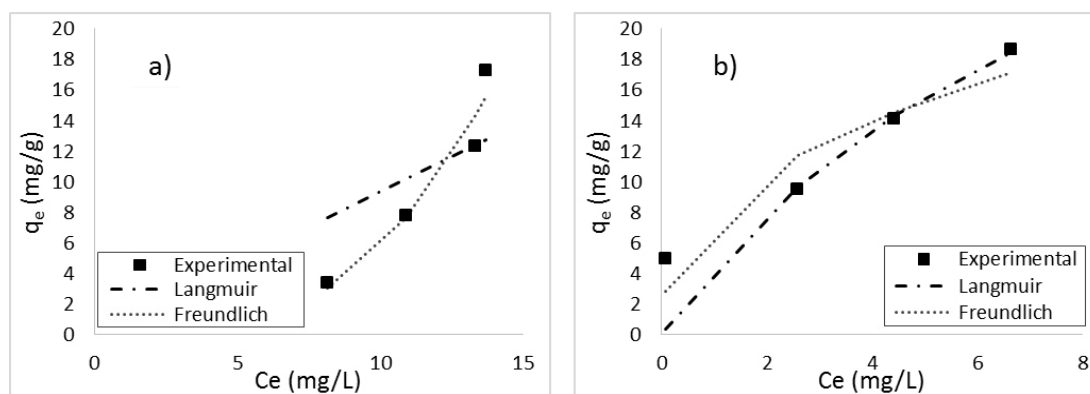 a)
q_e (mg/g)
20
18
16
14
12
10
8
6
4
2
0
Experimental
Langmuir
Freundlich
0 5 10 15
Ce (mg/L)
b)
q_e (mg/g)
20
18
16
14
12
10
8
6
4
2
0
Experimental
Langmuir
Freundlich
0 2 4 6 8
Ce (mg/L)